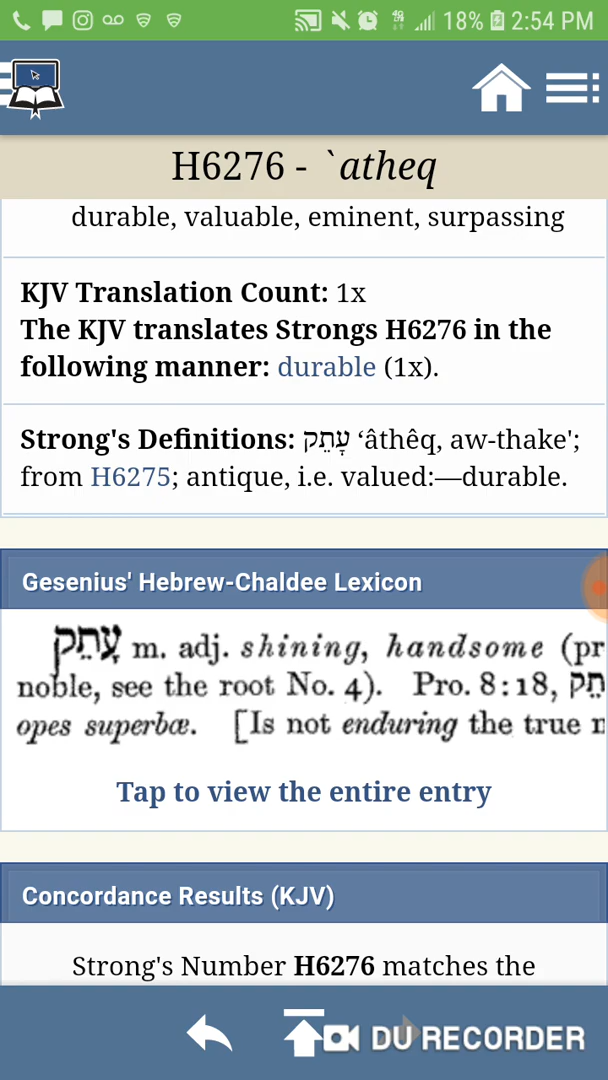 18% 2:54 PM
H6276 - `atheq
durable, valuable, eminent, surpassing
KJV Translation Count: 1x
The KJV translates Strongs H6276 in the
following manner: durable (1x).
Strong's Definitions: עָתֵק ʻâthêq, aw-thake';
from H6275; antique, i.e. valued:—durable.
Gesenius' Hebrew-Chaldee Lexicon
עָתֵק m. adj. shining, handsome (pr
noble, see the root No. 4). Pro. 8:18,
opes superbæ. [Is not enduring the true
Tap to view the entire entry
Concordance Results (KJV)
Strong's Number H6276 matches the
DU RECORDER